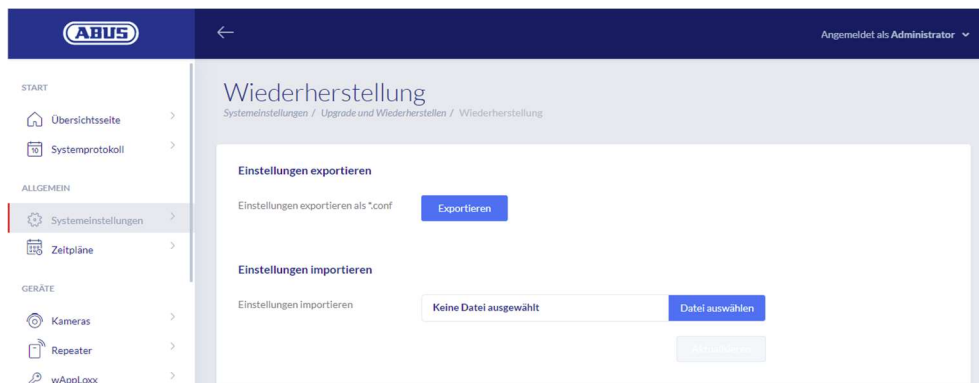 ABUS
Angemeldet als Administrator
START
Übersichtsseite
Systemprotokoll
ALLGEMEIN
Systemeinstellungen
Zeitpläne
GERÄTE
Kameras
Repeater
wAppLoxx
Wiederherstellung
Systemeinstellungen / Upgrade und Wiederherstellen / Wiederherstellung
Einstellungen exportieren
Einstellungen exportieren als *.conf
Exportieren
Einstellungen importieren
Einstellungen importieren
Keine Datei ausgewählt
Datei auswählen